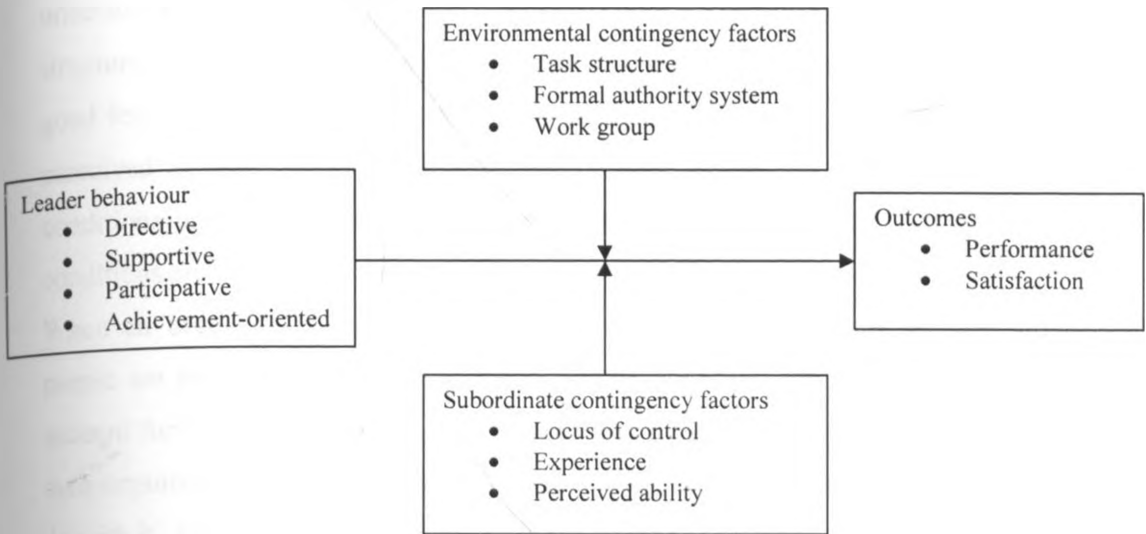 Environmental contingency factors
• Task structure
• Formal authority system
• Work group
Leader behaviour
• Directive
• Supportive
• Participative
• Achievement-oriented
Outcomes
• Performance
• Satisfaction
Subordinate contingency factors
• Locus of control
• Experience
• Perceived ability